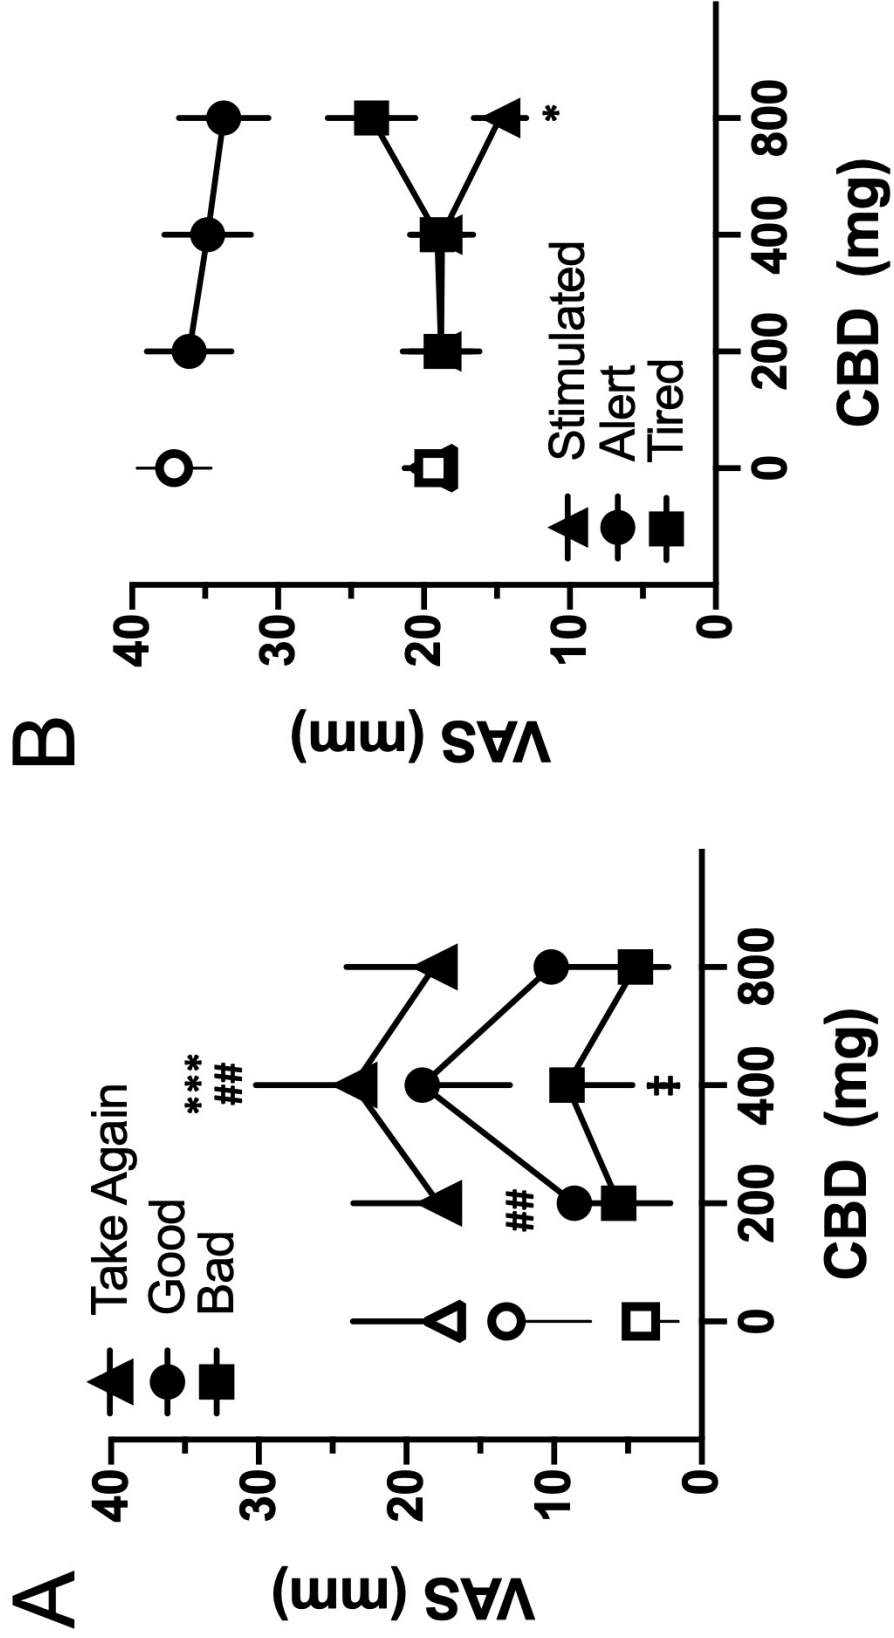 A
VAS (mm)
40
30
20
10
0
Take Again
Good
Bad
***
##
##
‡
0
200
400
800
CBD (mg)
B
VAS (mm)
40
30
20
10
0
Stimulated
Alert
Tired
*
0
200
400
800
CBD (mg)